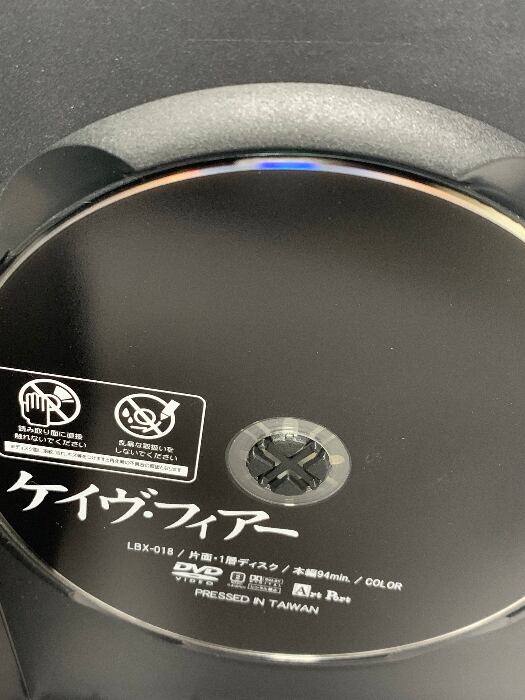 読み取り面に直接
触れないでください
乱暴な取扱いを
しないでください
ケイヴ・フィアー
LBX-018 / 片面・1層ディスク / 本編94min. / COLOR
DVD
VIDEO
2
Art Port
PRESSED IN TAIWAN